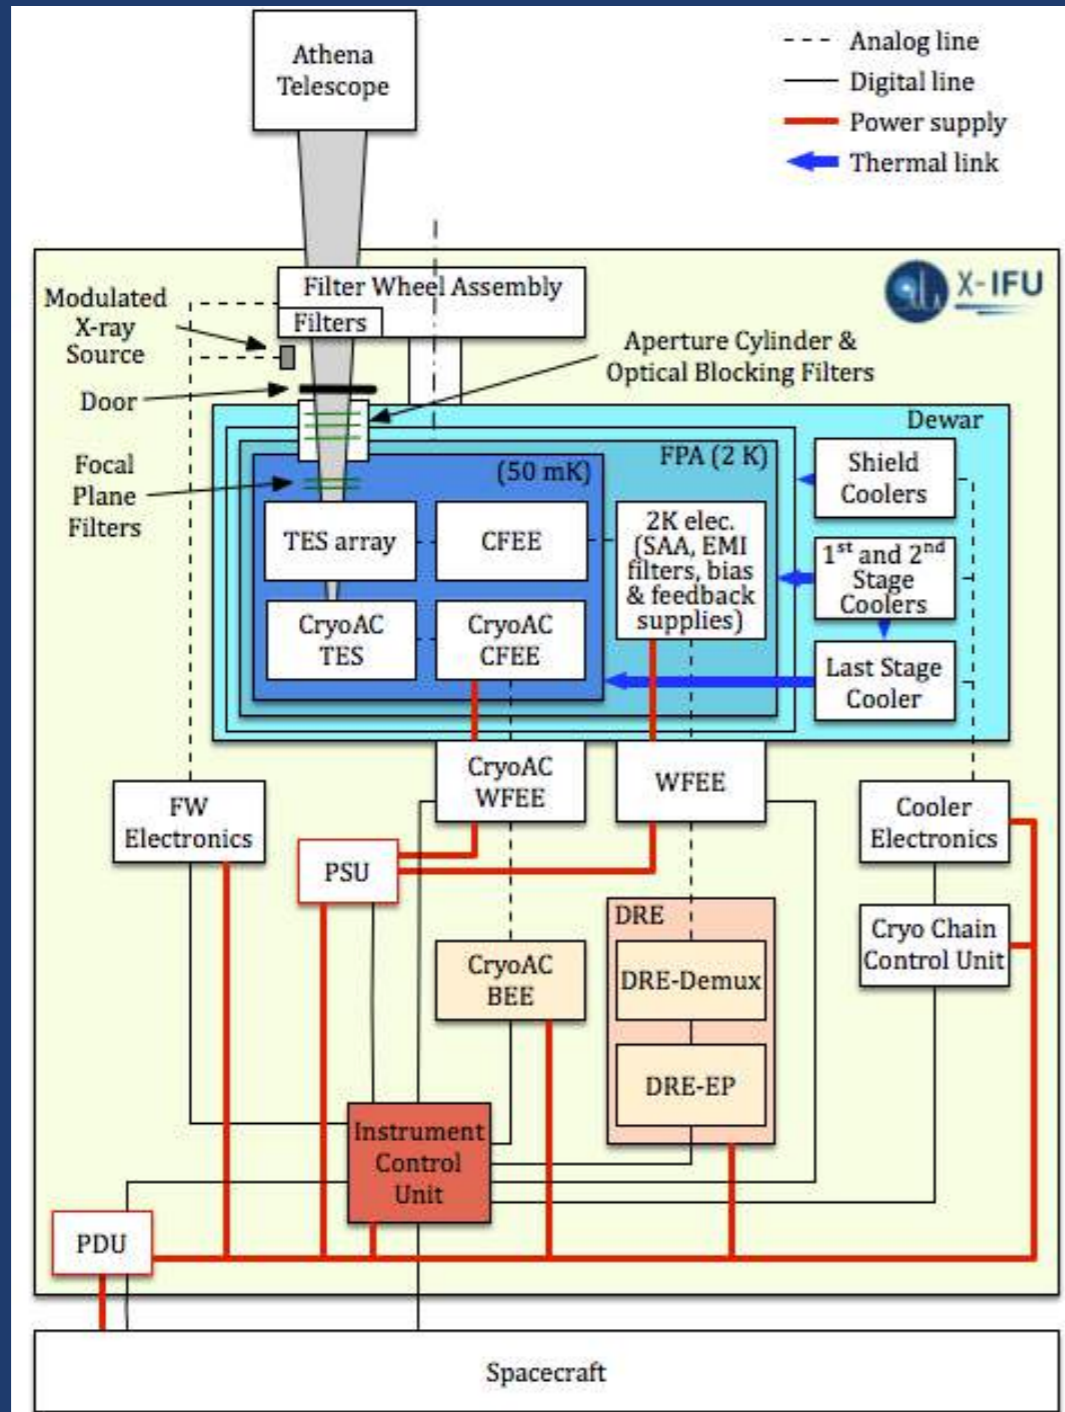 Athena
Telescope
Analog line
Digital line
Power supply
Thermal link
X-IFU
Filter Wheel Assembly
Filters
Modulated
X-ray
Source
Door
Aperture Cylinder &
Optical Blocking Filters
Focal
Plane
Filters
Dewar
FPA (2 K)
(50 mK)
Shield
Coolers
TES array
CFEE
2K elec.
(SAA, EMI
filters, bias
& feedback
supplies)
1st and 2nd
Stage
Coolers
CryoAC
TES
CryoAC
CFEE
Last Stage
Cooler
CryoAC
WFEE
WFEE
FW
Electronics
Cooler
Electronics
PSU
DRE
Cryo Chain
Control Unit
CryoAC
BEE
DRE-Demux
DRE-EP
Instrument
Control
Unit
PDU
Spacecraft